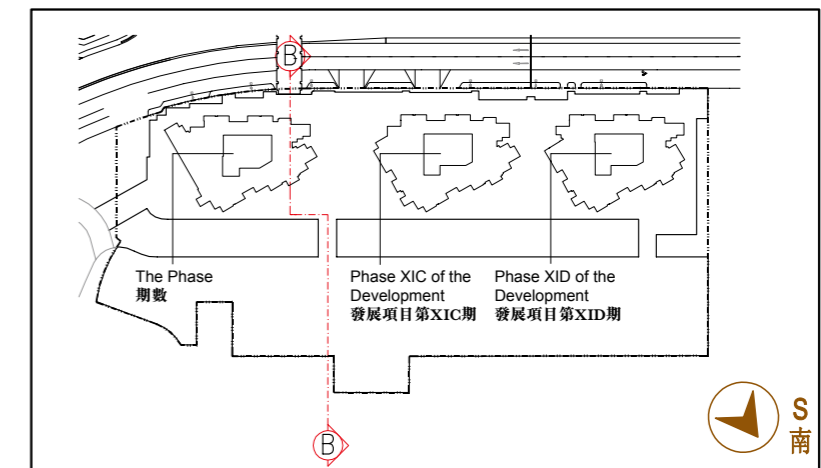 B
The Phase
期數
Phase XIC of the
Development
發展項目第XIC期
Phase XID of the
Development
發展項目第XID期
B
S
南